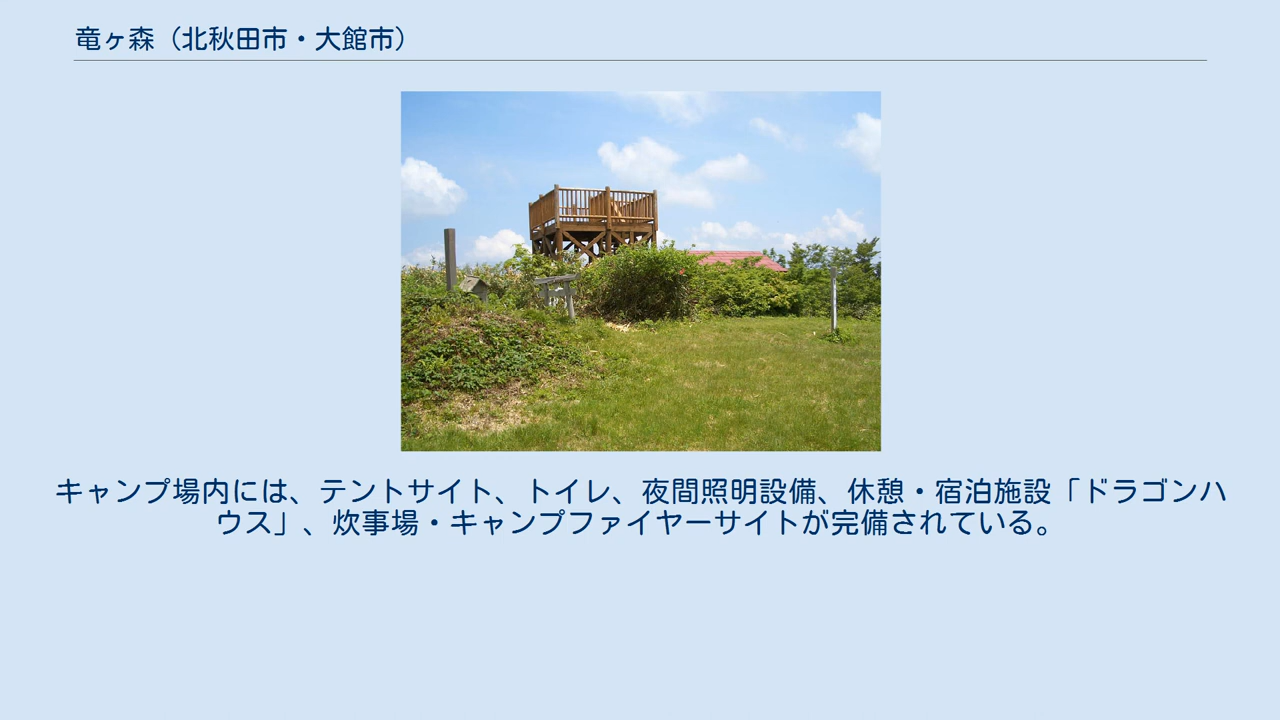 竜ヶ森（北秋田市・大館市）
キャンプ場内には、テントサイト、トイレ、夜間照明設備、休憩・宿泊施設「ドラゴンハ
ウス」、炊事場・キャンプファイヤーサイトが完備されている。